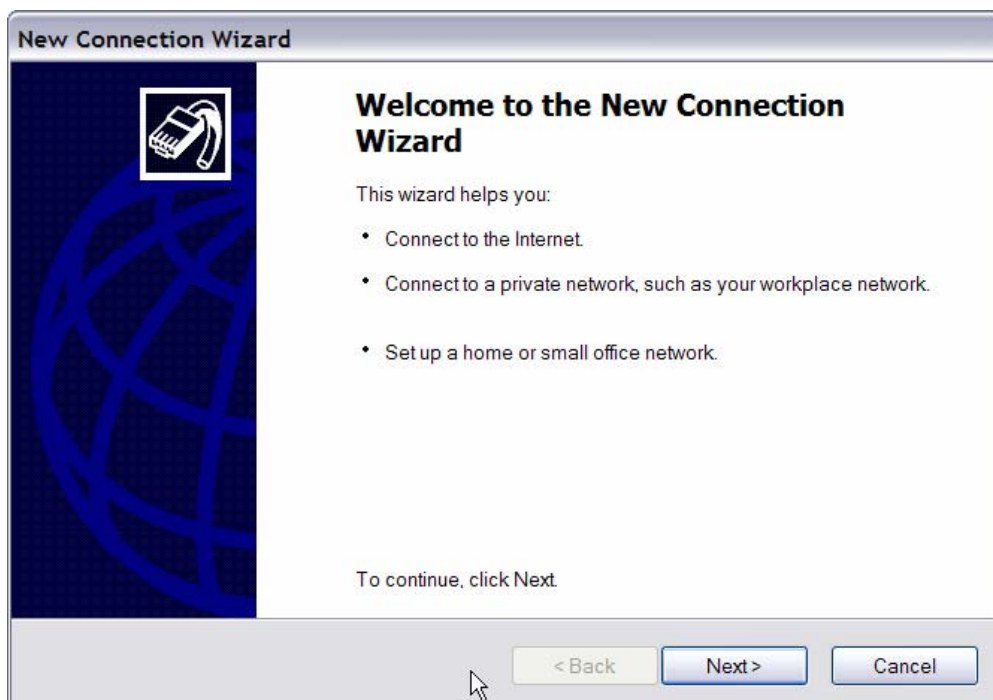 New Connection Wizard
Welcome to the New Connection
Wizard
This wizard helps you:
• Connect to the Internet.
• Connect to a private network, such as your workplace network.
• Set up a home or small office network.
To continue, click Next.
< Back
Next >
Cancel